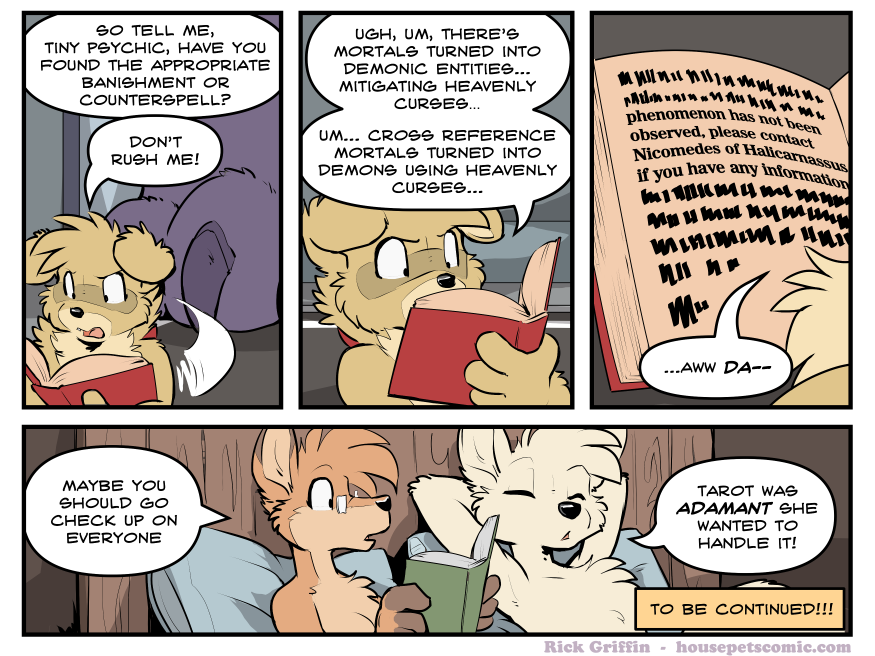 SO TELL ME,
TINY PSYCHIC, HAVE YOU
FOUND THE APPROPRIATE
BANISHMENT OR
COUNTERSPELL?
DON'T
RUSH ME!
UGH, UM, THERE'S
MORTALS TURNED INTO
DEMONIC ENTITIES...
MITIGATING HEAVENLY
CURSES...
UM... CROSS REFERENCE
MORTALS TURNED INTO
DEMONS USING HEAVENLY
CURSES...
phenomenon has not been
observed, please contact
Nicomedes of Halicarnassus
if you have any information
...AWW DA--
MAYBE YOU
SHOULD GO
CHECK UP ON
EVERYONE
TAROT WAS
ADAMANT SHE
WANTED TO
HANDLE IT!
TO BE CONTINUED!!!
Rick Griffin - housepetscomic.com